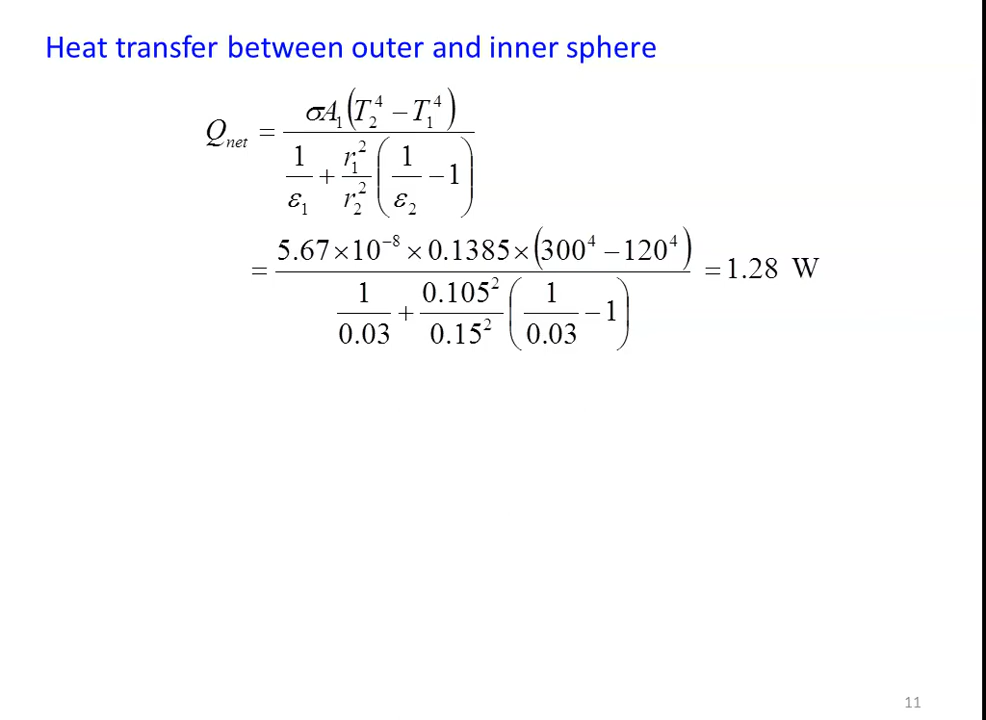 Heat transfer between outer and inner sphere
Q_net = σA₁(T₂⁴ − T₁⁴) / (1/ε₁ + r₁²/r₂² (1/ε₂ − 1))
= 5.67×10⁻⁸ × 0.1385×(300⁴ − 120⁴) / (1/0.03 + 0.105²/0.15² (1/0.03 − 1)) = 1.28 W
11